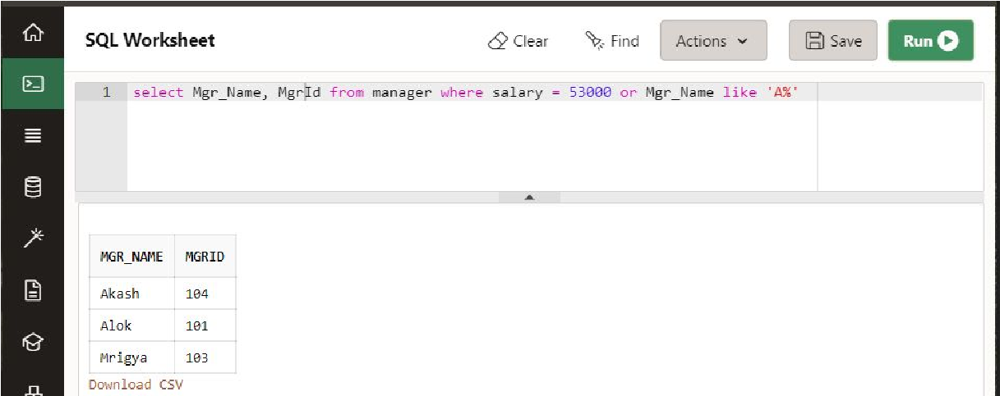 SQL Worksheet Clear Find Actions Save Run
1 select Mgr_Name, MgrId from manager where salary = 53000 or Mgr_Name like 'A%'
MGR_NAME MGRID
Akash 104
Alok 101
Mrigya 103
Download CSV